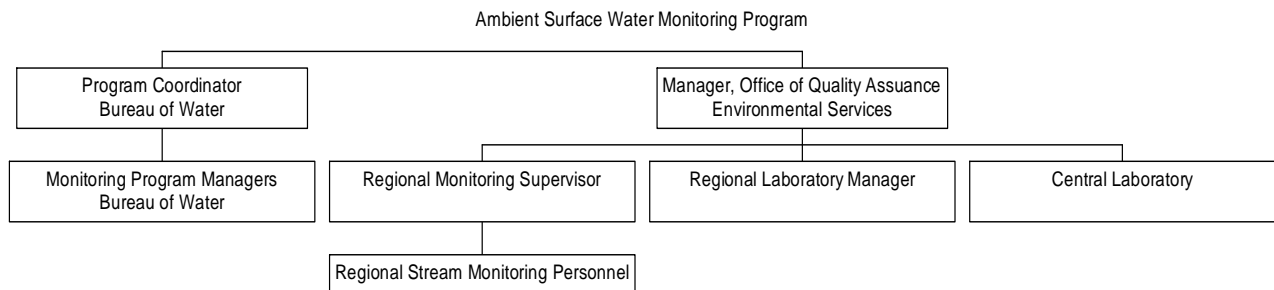 Ambient Surface Water Monitoring Program
Program Coordinator
Bureau of Water
Manager, Office of Quality Assurance
Environmental Services
Monitoring Program Managers
Bureau of Water
Regional Monitoring Supervisor
Regional Laboratory Manager
Central Laboratory
Regional Stream Monitoring Personnel